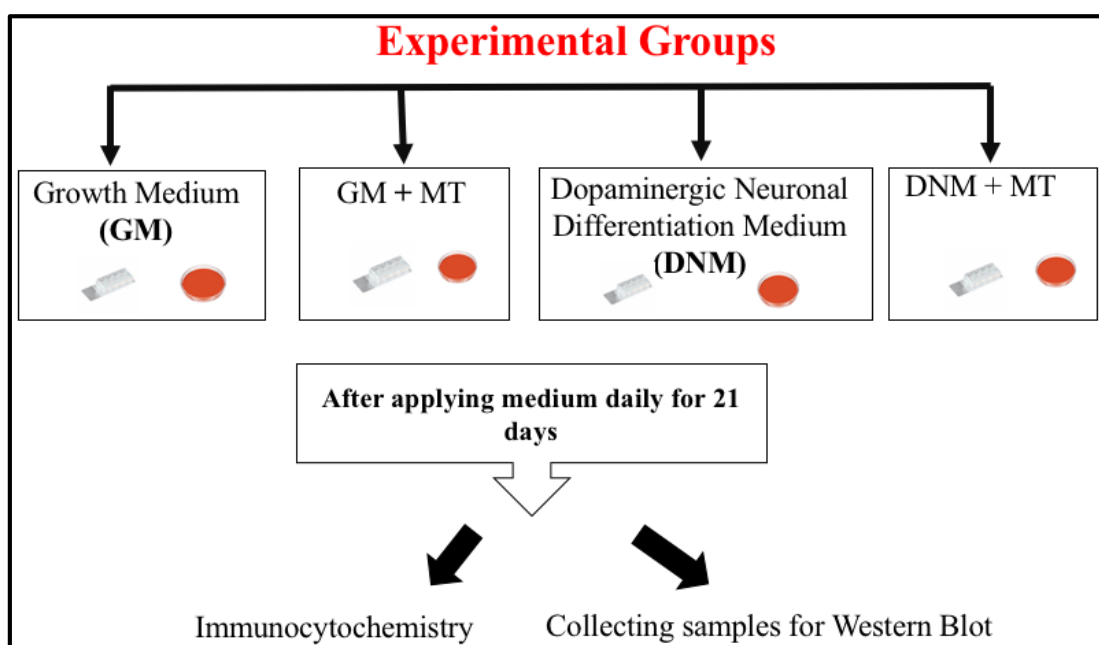 Experimental Groups
Growth Medium
(GM)
GM + MT
Dopaminergic Neuronal
Differentiation Medium
(DNM)
DNM + MT
After applying medium daily for 21
days
Immunocytochemistry
Collecting samples for Western Blot